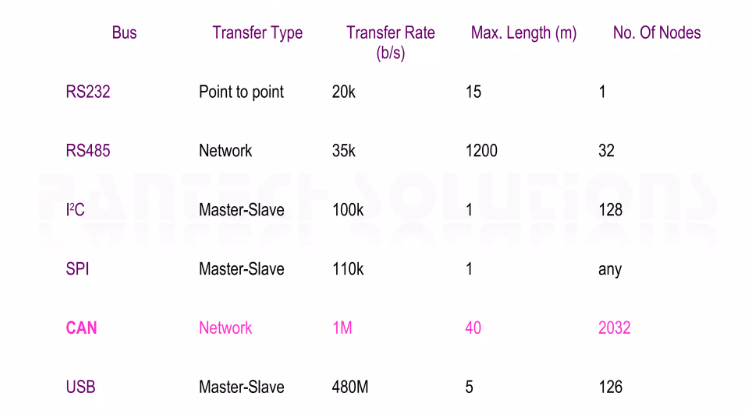 Bus Transfer Type Transfer Rate (b/s) Max. Length (m) No. Of Nodes
RS232 Point to point 20k 15 1
RS485 Network 35k 1200 32
PANTECH SOLUTIONS
I²C Master-Slave 100k 1 128
SPI Master-Slave 110k 1 any
CAN Network 1M 40 2032
USB Master-Slave 480M 5 126